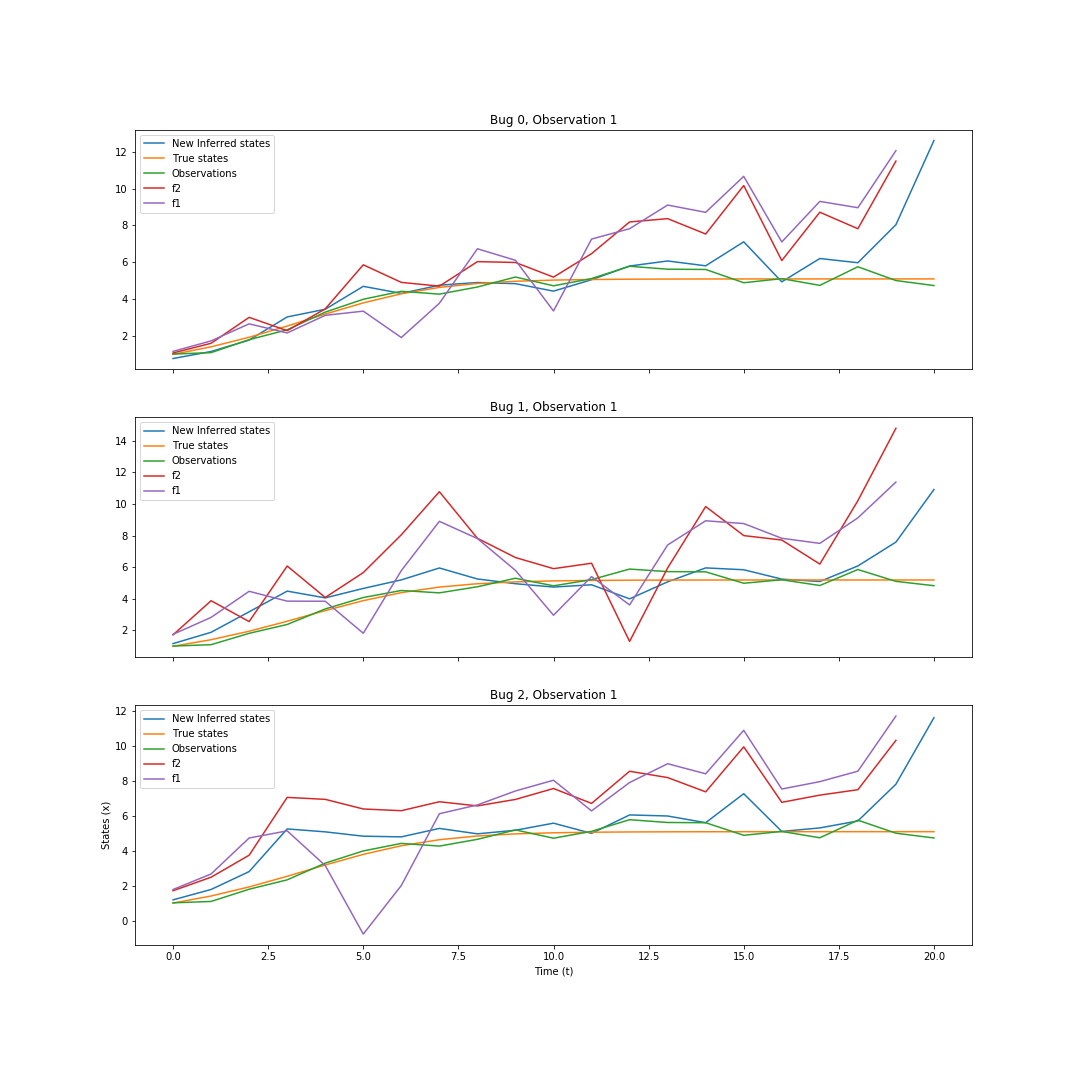 Bug 0, Observation 1
New Inferred states
True states
Observations
f2
f1
12
10
8
6
4
2
Bug 1, Observation 1
New Inferred states
True states
Observations
f2
f1
14
12
10
8
6
4
2
Bug 2, Observation 1
New Inferred states
True states
Observations
f2
f1
12
10
8
6
4
2
0
States (x)
0.0 2.5 5.0 7.5 10.0 12.5 15.0 17.5 20.0
Time (t)